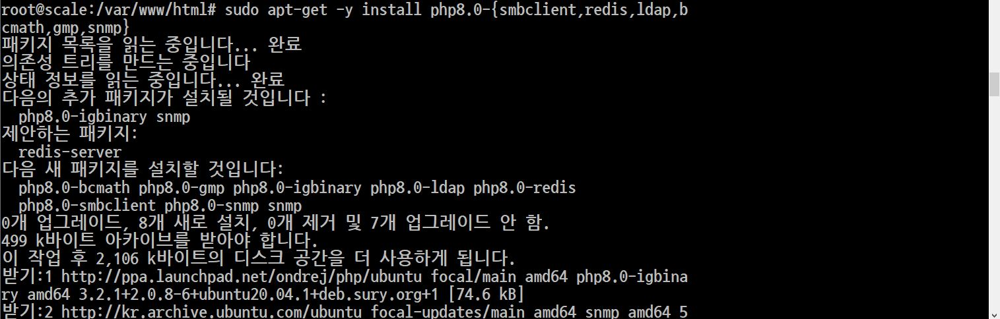 root@scale:/var/www/html# sudo apt-get -y install php8.0-{smbclient,redis,ldap,b
cmath,gmp,snmp}
패키지 목록을 읽는 중입니다... 완료
의존성 트리를 만드는 중입니다
상태 정보를 읽는 중입니다... 완료
다음의 추가 패키지가 설치될 것입니다 :
  php8.0-igbinary snmp
제안하는 패키지:
  redis-server
다음 새 패키지를 설치할 것입니다:
  php8.0-bcmath php8.0-gmp php8.0-igbinary php8.0-ldap php8.0-redis
  php8.0-smbclient php8.0-snmp snmp
0개 업그레이드, 8개 새로 설치, 0개 제거 및 7개 업그레이드 안 함.
499 k바이트 아카이브를 받아야 합니다.
이 작업 후 2,106 k바이트의 디스크 공간을 더 사용하게 됩니다.
받기:1 http://ppa.launchpad.net/ondrej/php/ubuntu focal/main amd64 php8.0-igbina
ry amd64 3.2.1+2.0.8-6+ubuntu20.04.1+deb.sury.org+1 [74.6 kB]
받기:2 http://kr.archive.ubuntu.com/ubuntu focal-updates/main amd64 snmp amd64 5